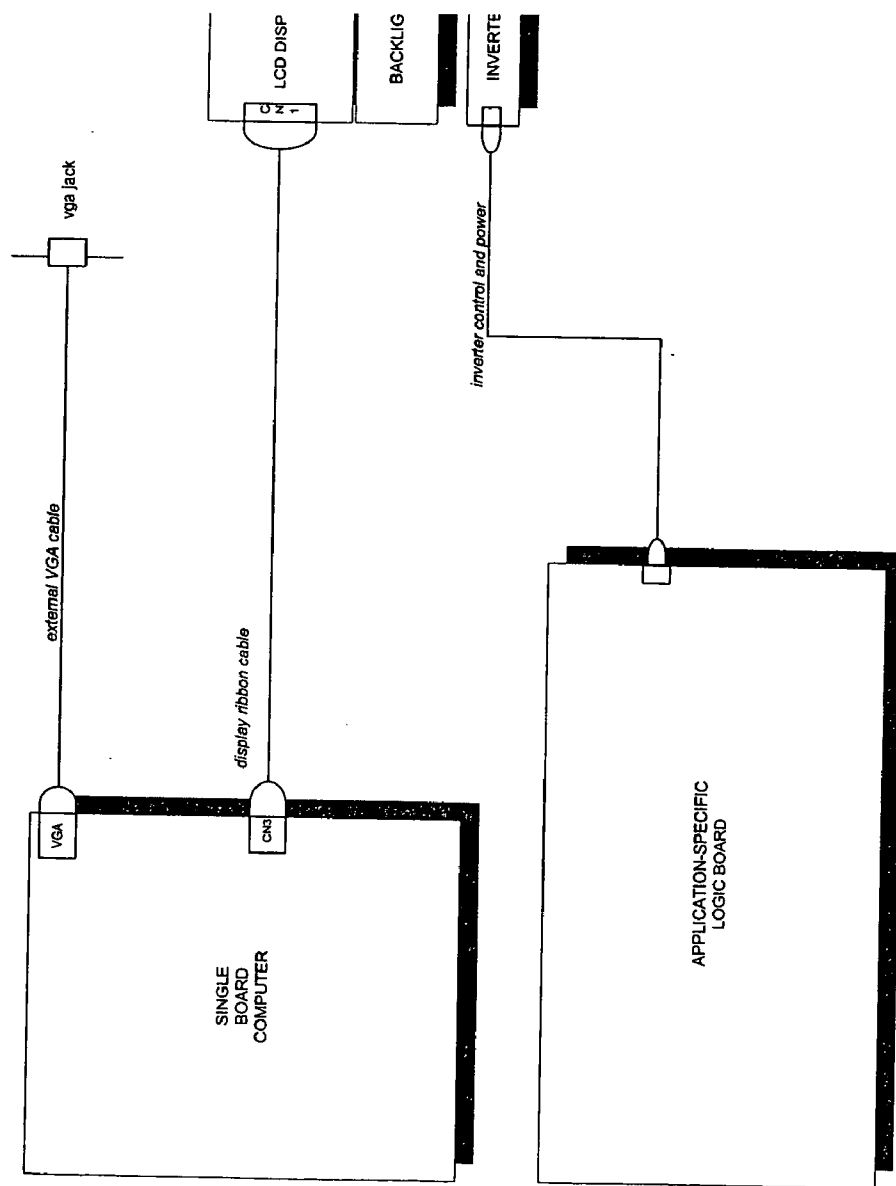 LCD DISP
C
N
1
BACKLIG
INVERTE
vga jack
external VGA cable
display ribbon cable
inverter control and power
VGA
CN3
SINGLE
BOARD
COMPUTER
APPLICATION-SPECIFIC
LOGIC BOARD